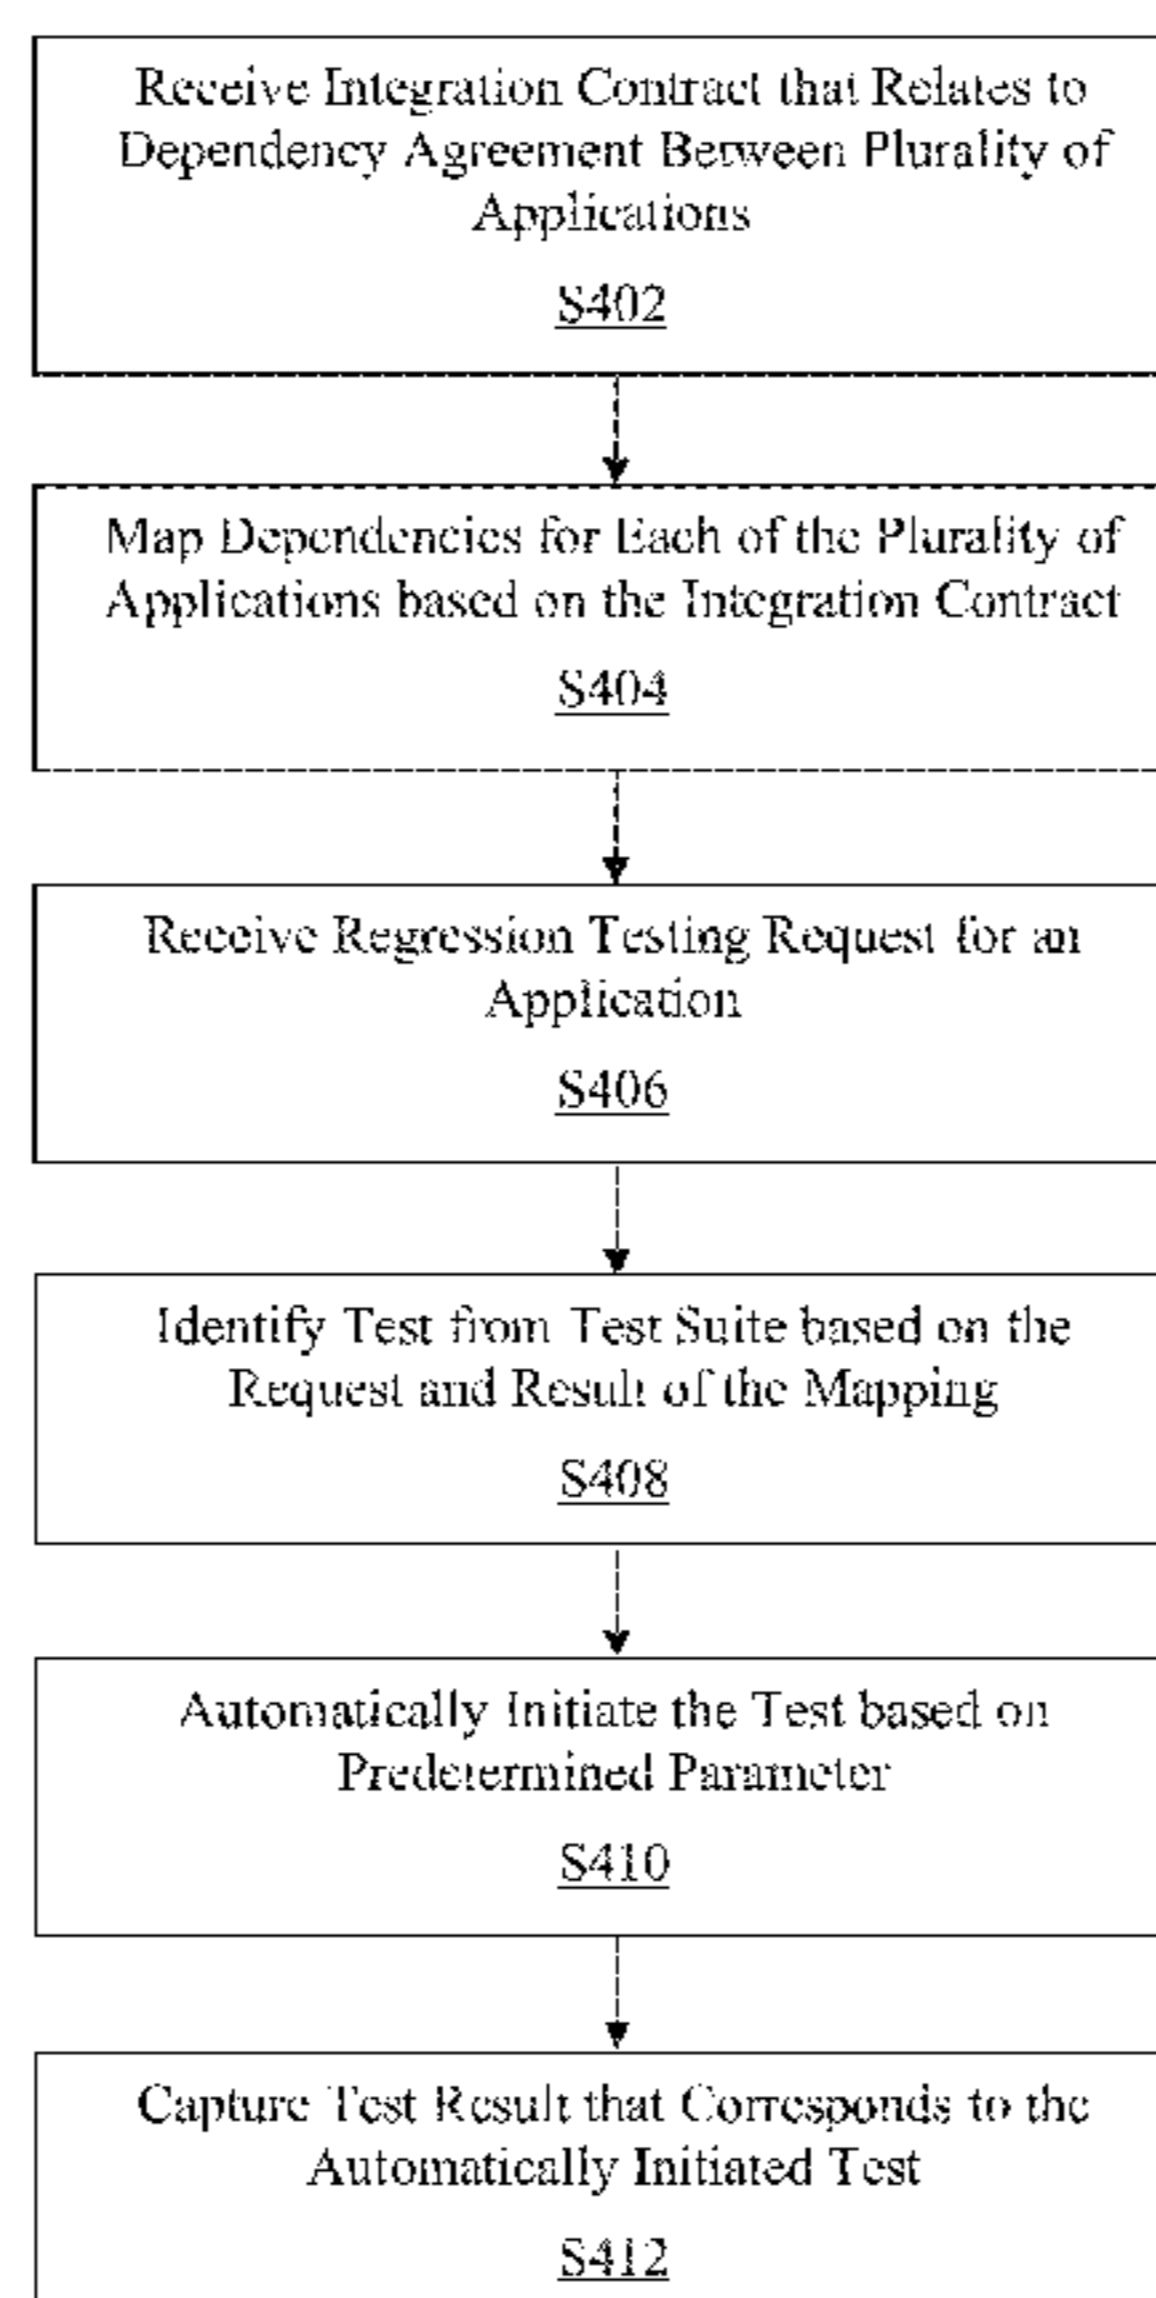 Receive Integration Contract that Relates to
Dependency Agreement Between Plurality of
Applications
S402
Map Dependencies for Each of the Plurality of
Applications based on the Integration Contract
S404
Receive Regression Testing Request for an
Application
S406
Identify Test from Test Suite based on the
Request and Result of the Mapping
S408
Automatically Initiate the Test based on
Predetermined Parameter
S410
Capture Test Result that Corresponds to the
Automatically Initiated Test
S412